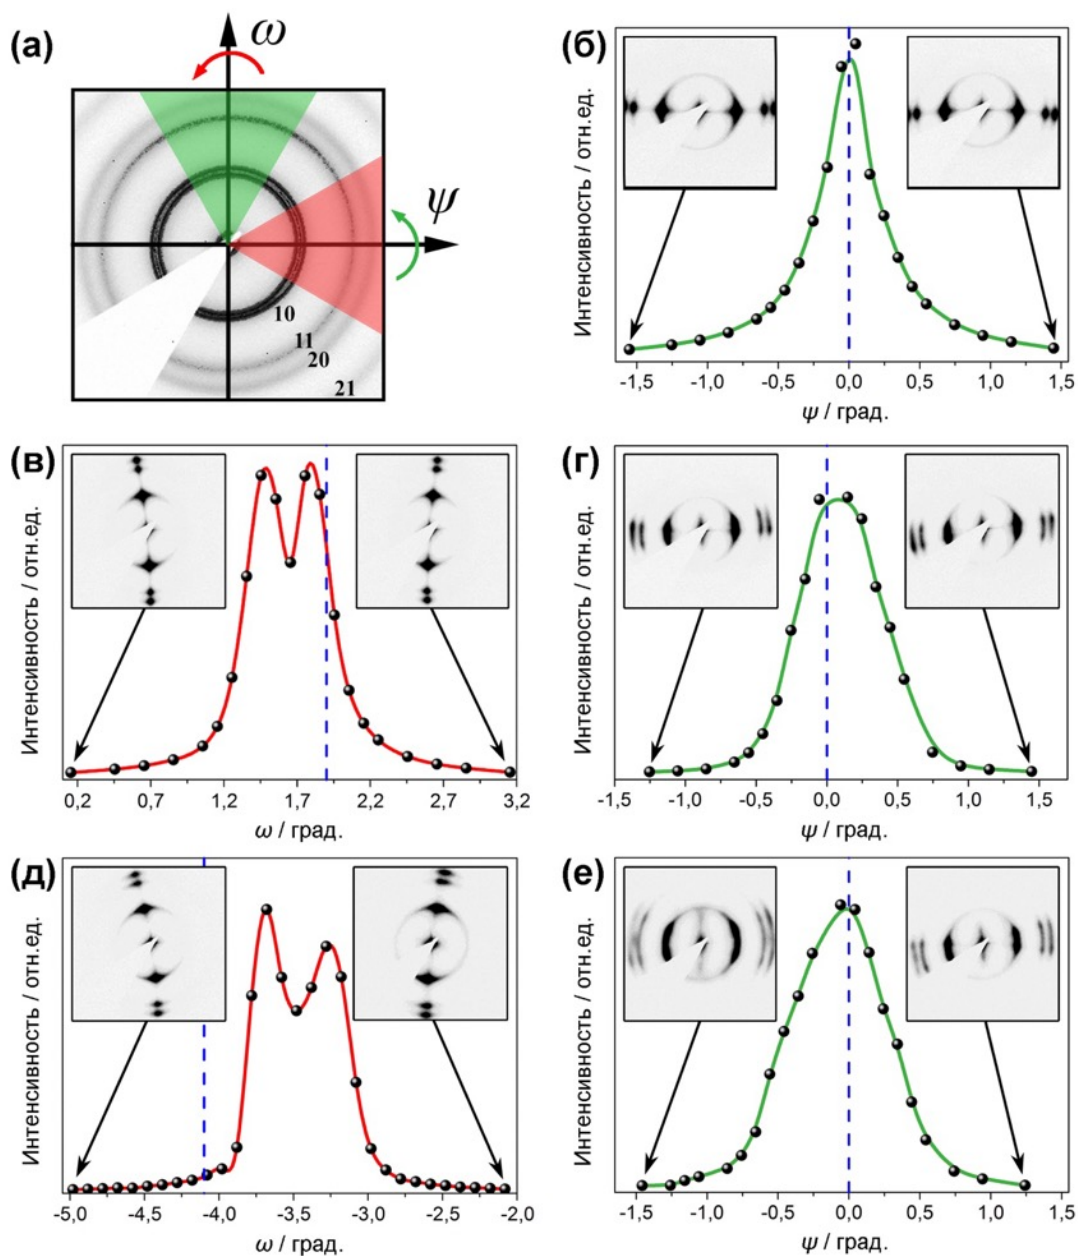 (а)
ω
ψ
10
11
20
21
(б)
Интенсивность / отн.ед.
-1,5 -1,0 -0,5 0,0 0,5 1,0 1,5
ψ / град.
(в)
Интенсивность / отн.ед.
0,2 0,7 1,2 1,7 2,2 2,7 3,2
ω / град.
(г)
Интенсивность / отн.ед.
-1,5 -1,0 -0,5 0,0 0,5 1,0 1,5
ψ / град.
(д)
Интенсивность / отн.ед.
-5,0 -4,5 -4,0 -3,5 -3,0 -2,5 -2,0
ω / град.
(е)
Интенсивность / отн.ед.
-1,5 -1,0 -0,5 0,0 0,5 1,0 1,5
ψ / град.